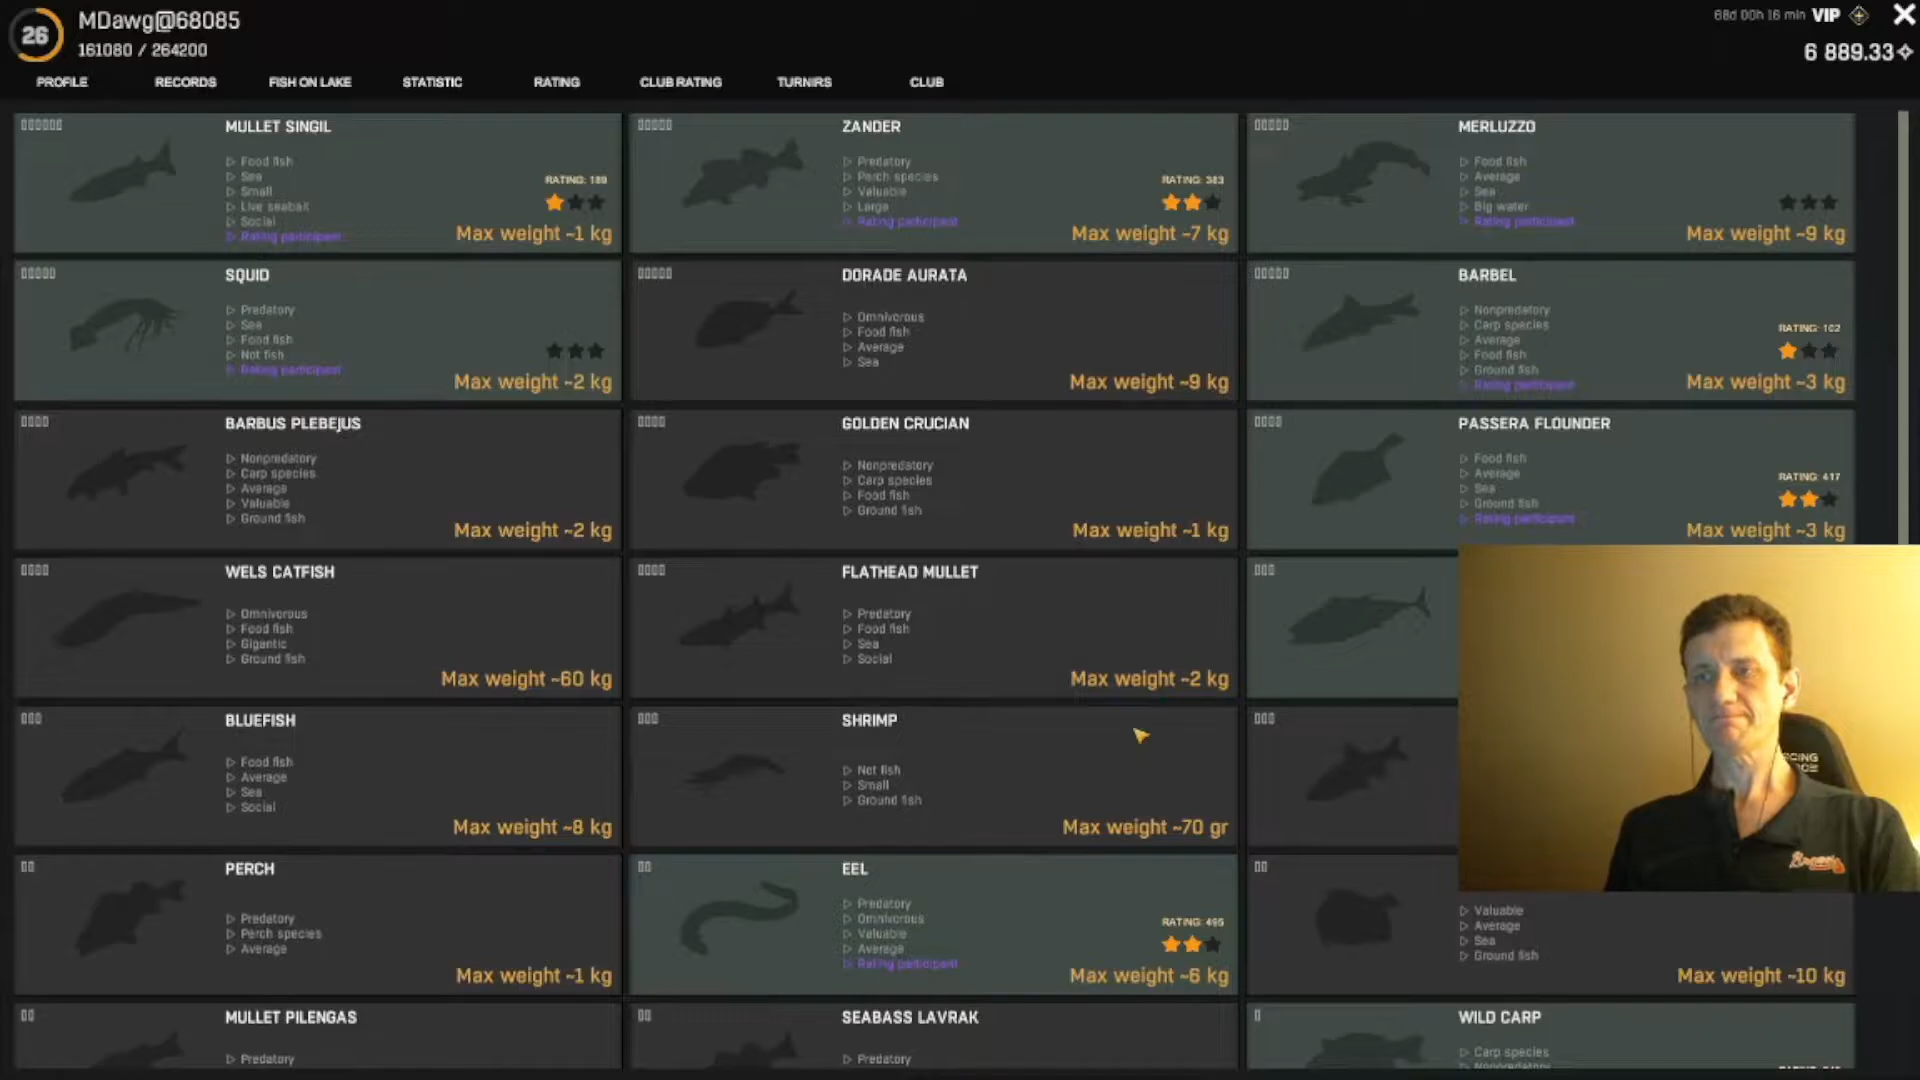 26
MDawg@68085
161080 / 264200
68d 00h 16 min VIP
6 889.33
PROFILE RECORDS FISH ON LAKE STATISTIC RATING CLUB RATING TURNIRS CLUB
MULLET SINGIL
Food fish
Sea
Small
Live seabait
Social
Rating participant
RATING: 189
Max weight ~1 kg
ZANDER
Predatory
Perch species
Valuable
Large
Rating participant
RATING: 383
Max weight ~7 kg
MERLUZZO
Food fish
Average
Sea
Big water
Rating participant
Max weight ~9 kg
SQUID
Predatory
Sea
Food fish
Not fish
Rating participant
Max weight ~2 kg
DORADE AURATA
Omnivorous
Food fish
Average
Sea
Max weight ~9 kg
BARBEL
Nonpredatory
Carp species
Average
Food fish
Ground fish
Rating participant
RATING: 102
Max weight ~3 kg
BARBUS PLEBEJUS
Nonpredatory
Carp species
Average
Valuable
Ground fish
Max weight ~2 kg
GOLDEN CRUCIAN
Nonpredatory
Carp species
Food fish
Ground fish
Max weight ~1 kg
PASSERA FLOUNDER
Food fish
Average
Sea
Ground fish
Rating participant
RATING: 417
Max weight ~3 kg
WELS CATFISH
Omnivorous
Food fish
Gigantic
Ground fish
Max weight ~60 kg
FLATHEAD MULLET
Predatory
Food fish
Sea
Social
Max weight ~2 kg
BLUEFISH
Food fish
Average
Sea
Social
Max weight ~8 kg
SHRIMP
Not fish
Small
Ground fish
Max weight ~70 gr
PERCH
Predatory
Perch species
Average
Max weight ~1 kg
EEL
Predatory
Omnivorous
Valuable
Average
Rating participant
RATING: 495
Max weight ~6 kg
Valuable
Average
Sea
Ground fish
Max weight ~10 kg
MULLET PILENGAS
Predatory
SEABASS LAVRAK
Predatory
WILD CARP
Carp species
Braves